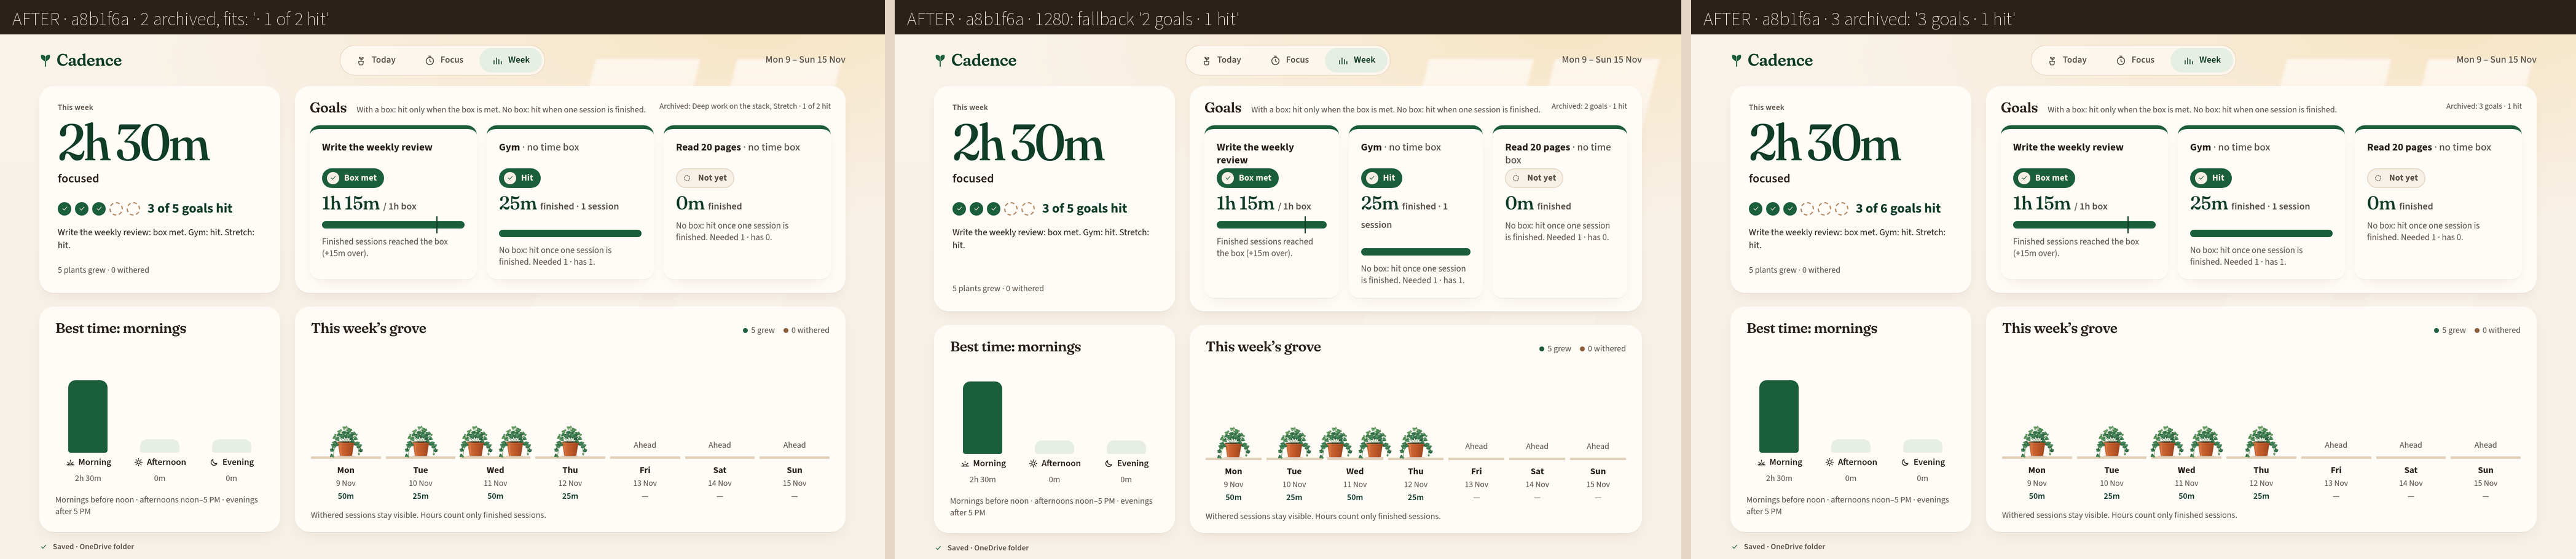 AFTER · a8b1f6a · 2 archived, fits: '· 1 of 2 hit'
Cadence
Today
Focus
Week
Mon 9 – Sun 15 Nov
This week
2h 30m
focused
3 of 5 goals hit
Write the weekly review: box met. Gym: hit. Stretch:
hit.
5 plants grew · 0 withered
Goals
With a box: hit only when the box is met. No box: hit when one session is finished.
Archived: Deep work on the stack, Stretch · 1 of 2 hit
Write the weekly review
Box met
1h 15m / 1h box
Finished sessions reached the box
(+15m over).
Gym · no time box
Hit
25m finished · 1 session
No box: hit once one session is
finished. Needed 1 · has 1.
Read 20 pages · no time box
Not yet
0m finished
No box: hit once one session is
finished. Needed 1 · has 0.
Best time: mornings
Morning
Afternoon
Evening
2h 30m
0m
0m
Mornings before noon · afternoons noon–5 PM · evenings
after 5 PM
This week's grove
5 grew
0 withered
Ahead
Ahead
Ahead
Mon
Tue
Wed
Thu
Fri
Sat
Sun
9 Nov
10 Nov
11 Nov
12 Nov
13 Nov
14 Nov
15 Nov
50m
25m
50m
25m
—
—
—
Withered sessions stay visible. Hours count only finished sessions.
Saved · OneDrive folder
AFTER · a8b1f6a · 1280: fallback '2 goals · 1 hit'
Cadence
Today
Focus
Week
Mon 9 – Sun 15 Nov
This week
2h 30m
focused
3 of 5 goals hit
Write the weekly review: box met. Gym: hit. Stretch:
hit.
5 plants grew · 0 withered
Goals
With a box: hit only when the box is met. No box: hit when one session is finished.
Archived: 2 goals · 1 hit
Write the weekly
review
Box met
1h 15m / 1h box
Finished sessions reached
the box (+15m over).
Gym · no time box
Hit
25m finished · 1
session
No box: hit once one session
is finished. Needed 1 · has 1.
Read 20 pages · no time
box
Not yet
0m finished
No box: hit once one session
is finished. Needed 1 · has 0.
Best time: mornings
Morning
Afternoon
Evening
2h 30m
0m
0m
Mornings before noon · afternoons noon–5 PM · evenings
after 5 PM
This week's grove
5 grew
0 withered
Ahead
Ahead
Ahead
Mon
Tue
Wed
Thu
Fri
Sat
Sun
9 Nov
10 Nov
11 Nov
12 Nov
13 Nov
14 Nov
15 Nov
50m
25m
50m
25m
—
—
—
Withered sessions stay visible. Hours count only finished sessions.
Saved · OneDrive folder
AFTER · a8b1f6a · 3 archived: '3 goals · 1 hit'
Cadence
Today
Focus
Week
Mon 9 – Sun 15 Nov
This week
2h 30m
focused
3 of 6 goals hit
Write the weekly review: box met. Gym: hit. Stretch:
hit.
5 plants grew · 0 withered
Goals
With a box: hit only when the box is met. No box: hit when one session is finished.
Archived: 3 goals · 1 hit
Write the weekly review
Box met
1h 15m / 1h box
Finished sessions reached the box
(+15m over).
Gym · no time box
Hit
25m finished · 1 session
No box: hit once one session is
finished. Needed 1 · has 1.
Read 20 pages · no time box
Not yet
0m finished
No box: hit once one session is
finished. Needed 1 · has 0.
Best time: mornings
Morning
Afternoon
Evening
2h 30m
0m
0m
Mornings before noon · afternoons noon–5 PM · evenings
after 5 PM
This week's grove
5 grew
0 withered
Ahead
Ahead
Ahead
Mon
Tue
Wed
Thu
Fri
Sat
Sun
9 Nov
10 Nov
11 Nov
12 Nov
13 Nov
14 Nov
15 Nov
50m
25m
50m
25m
—
—
—
Withered sessions stay visible. Hours count only finished sessions.
Saved · OneDrive folder